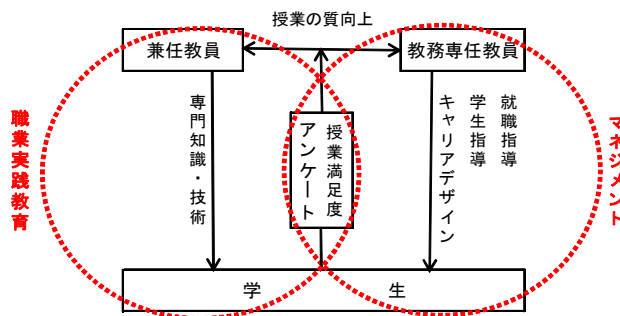 授業の質向上
兼任教員
教務専任教員
職業実践教育
専門知識・技術
授業満足度
アンケート
就職指導
学生指導
キャリアデザイン
マネジメント
学生